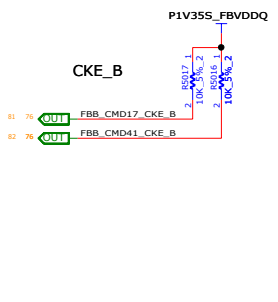 P1V35S_FBVDDQ
CKE_B
1 1
R5017 10K_5%_2 R5016 10K_5%_2
2 2
81 76 OUT FBB_CMD17_CKE_B
82 76 OUT FBB_CMD41_CKE_B